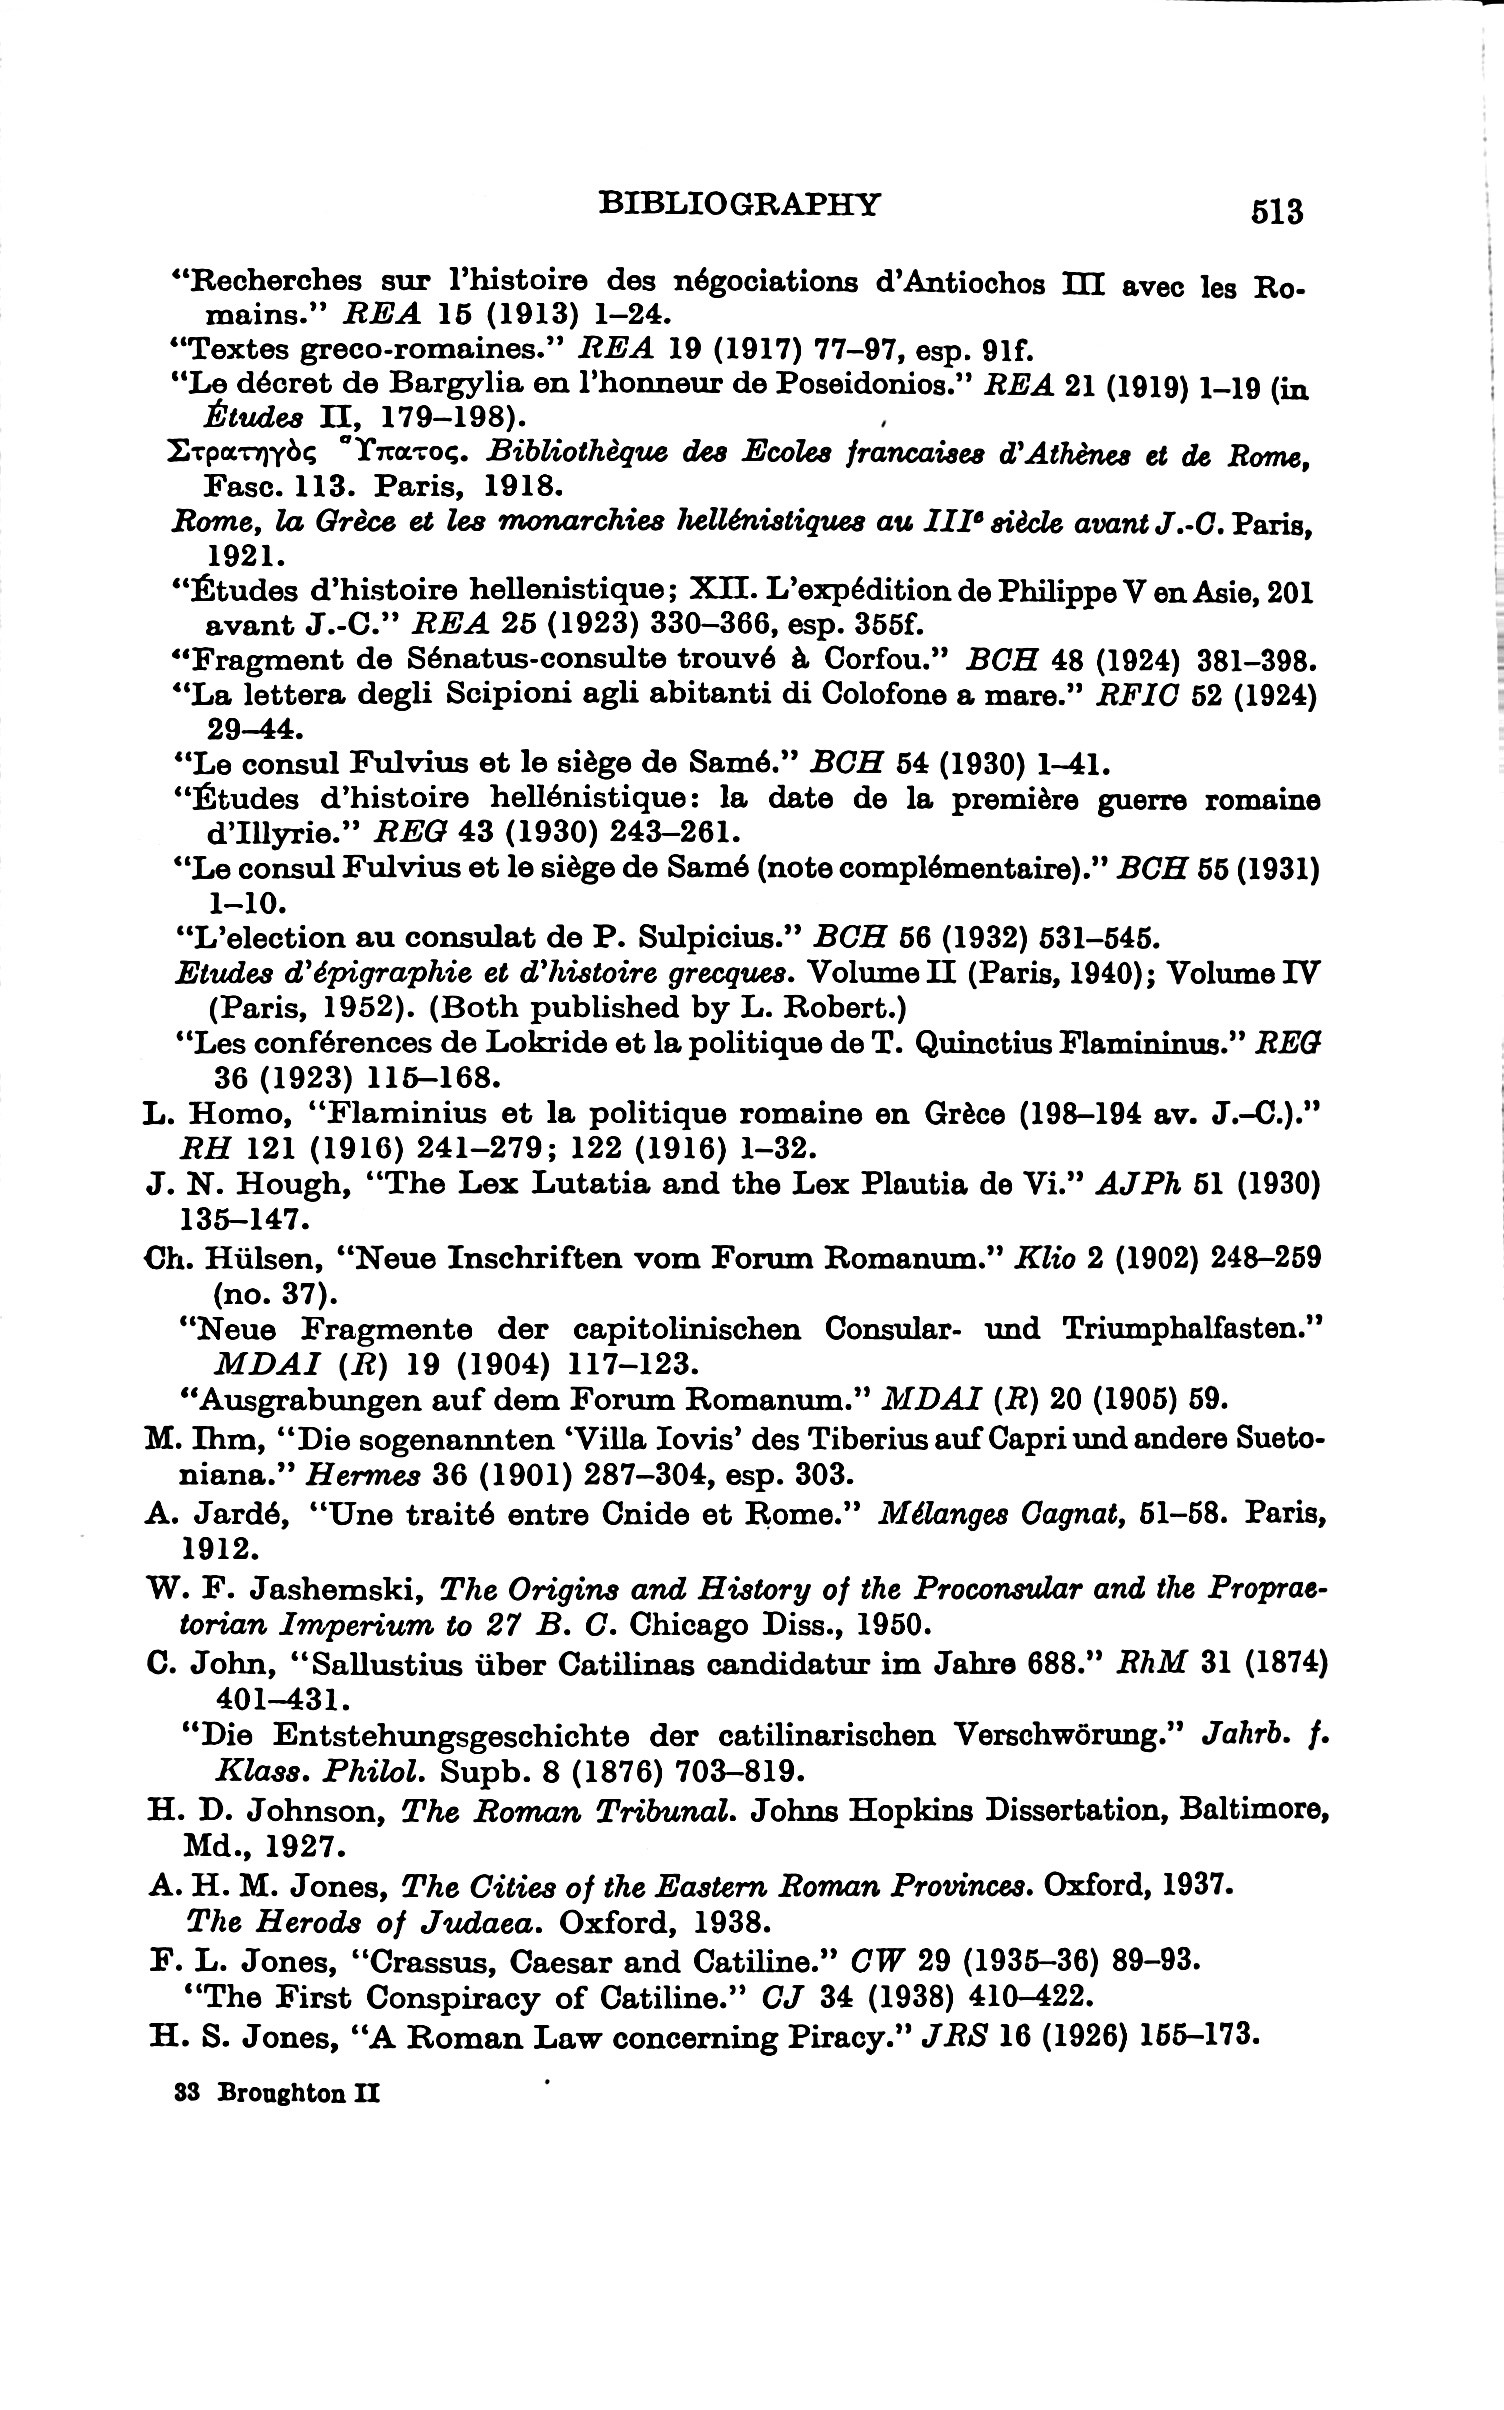 BIBLIOGRAPHY 513
“Recherches sur l’histoire des négociations d’Antiochos III avec les Ro-
mains.” REA 15 (1913) 1–24.
“Textes greco-romaines.” REA 19 (1917) 77–97, esp. 91f.
“Le décret de Bargylia en l’honneur de Poseidonios.” REA 21 (1919) 1–19 (in
Études II, 179–198).
Στρατηγὸς Ὕπατος. Bibliothèque des Ecoles francaises d’Athènes et de Rome,
Fasc. 113. Paris, 1918.
Rome, la Grèce et les monarchies hellénistiques au IIIᵉ siècle avant J.-C. Paris,
1921.
“Études d’histoire hellenistique; XII. L’expédition de Philippe V en Asie, 201
avant J.-C.” REA 25 (1923) 330–366, esp. 355f.
“Fragment de Sénatus-consulte trouvé à Corfou.” BCH 48 (1924) 381–398.
“La lettera degli Scipioni agli abitanti di Colofone a mare.” RFIC 52 (1924)
29–44.
“Le consul Fulvius et le siège de Samé.” BCH 54 (1930) 1–41.
“Études d’histoire hellénistique: la date de la première guerre romaine
d’Illyrie.” REG 43 (1930) 243–261.
“Le consul Fulvius et le siège de Samé (note complémentaire).” BCH 55 (1931)
1–10.
“L’election au consulat de P. Sulpicius.” BCH 56 (1932) 531–545.
Etudes d’épigraphie et d’histoire grecques. Volume II (Paris, 1940); Volume IV
(Paris, 1952). (Both published by L. Robert.)
“Les conférences de Lokride et la politique de T. Quinctius Flamininus.” REG
36 (1923) 115–168.
L. Homo, “Flaminius et la politique romaine en Grèce (198–194 av. J.–C.).”
RH 121 (1916) 241–279; 122 (1916) 1–32.
J. N. Hough, “The Lex Lutatia and the Lex Plautia de Vi.” AJPh 51 (1930)
135–147.
Ch. Hülsen, “Neue Inschriften vom Forum Romanum.” Klio 2 (1902) 248–259
(no. 37).
“Neue Fragmente der capitolinischen Consular- und Triumphalfasten.”
MDAI (R) 19 (1904) 117–123.
“Ausgrabungen auf dem Forum Romanum.” MDAI (R) 20 (1905) 59.
M. Ihm, “Die sogenannten ‘Villa Iovis’ des Tiberius auf Capri und andere Sueto-
niana.” Hermes 36 (1901) 287–304, esp. 303.
A. Jardé, “Une traité entre Cnide et Rome.” Mélanges Cagnat, 51–58. Paris,
1912.
W. F. Jashemski, The Origins and History of the Proconsular and the Proprae-
torian Imperium to 27 B. C. Chicago Diss., 1950.
C. John, “Sallustius über Catilinas candidatur im Jahre 688.” RhM 31 (1874)
401–431.
“Die Entstehungsgeschichte der catilinarischen Verschwörung.” Jahrb. f.
Klass. Philol. Supb. 8 (1876) 703–819.
H. D. Johnson, The Roman Tribunal. Johns Hopkins Dissertation, Baltimore,
Md., 1927.
A. H. M. Jones, The Cities of the Eastern Roman Provinces. Oxford, 1937.
The Herods of Judaea. Oxford, 1938.
F. L. Jones, “Crassus, Caesar and Catiline.” CW 29 (1935–36) 89–93.
“The First Conspiracy of Catiline.” CJ 34 (1938) 410–422.
H. S. Jones, “A Roman Law concerning Piracy.” JRS 16 (1926) 155–173.
33 Broughton II